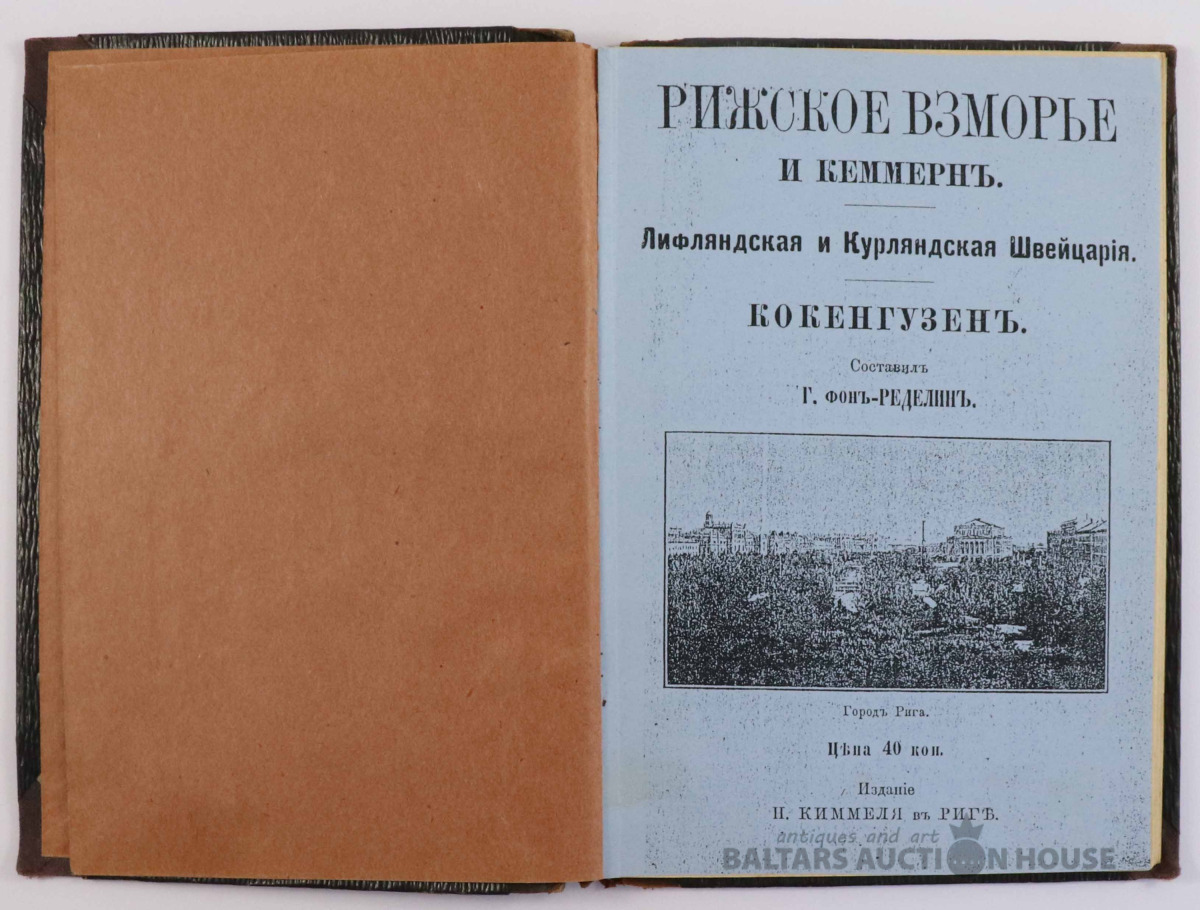 РИЖСКОЕ ВЗМОРЬЕ
И КЕММЕРНЪ.
Лифляндская и Курляндская Швейцарія.
КОКЕНГУЗЕНЪ.
Составилъ
Г. ФОНЪ-РЕДЕЛИНЪ.
Городъ Рига.
Цѣна 40 коп.
Изданіе
Н. КИММЕЛЯ въ РИГѢ.
antiques and art
BALTARS AUCTION HOUSE